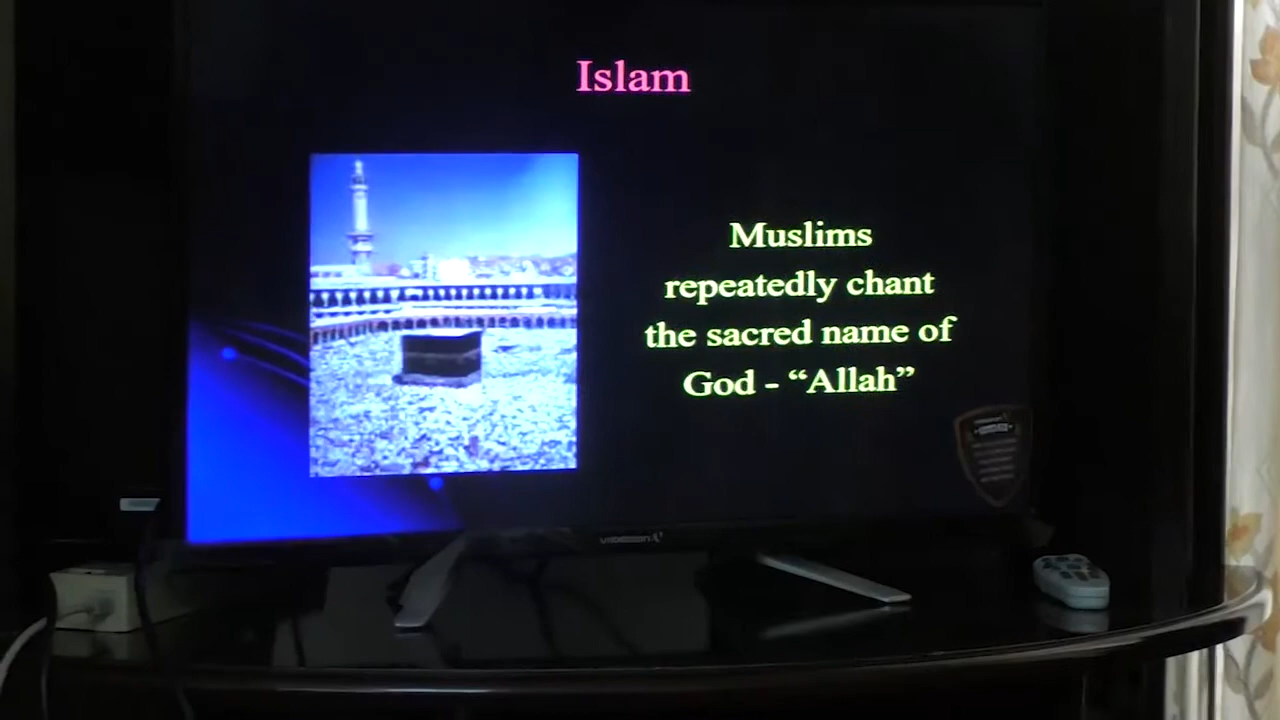 Islam
Muslims
repeatedly chant
the sacred name of
God - “Allah”